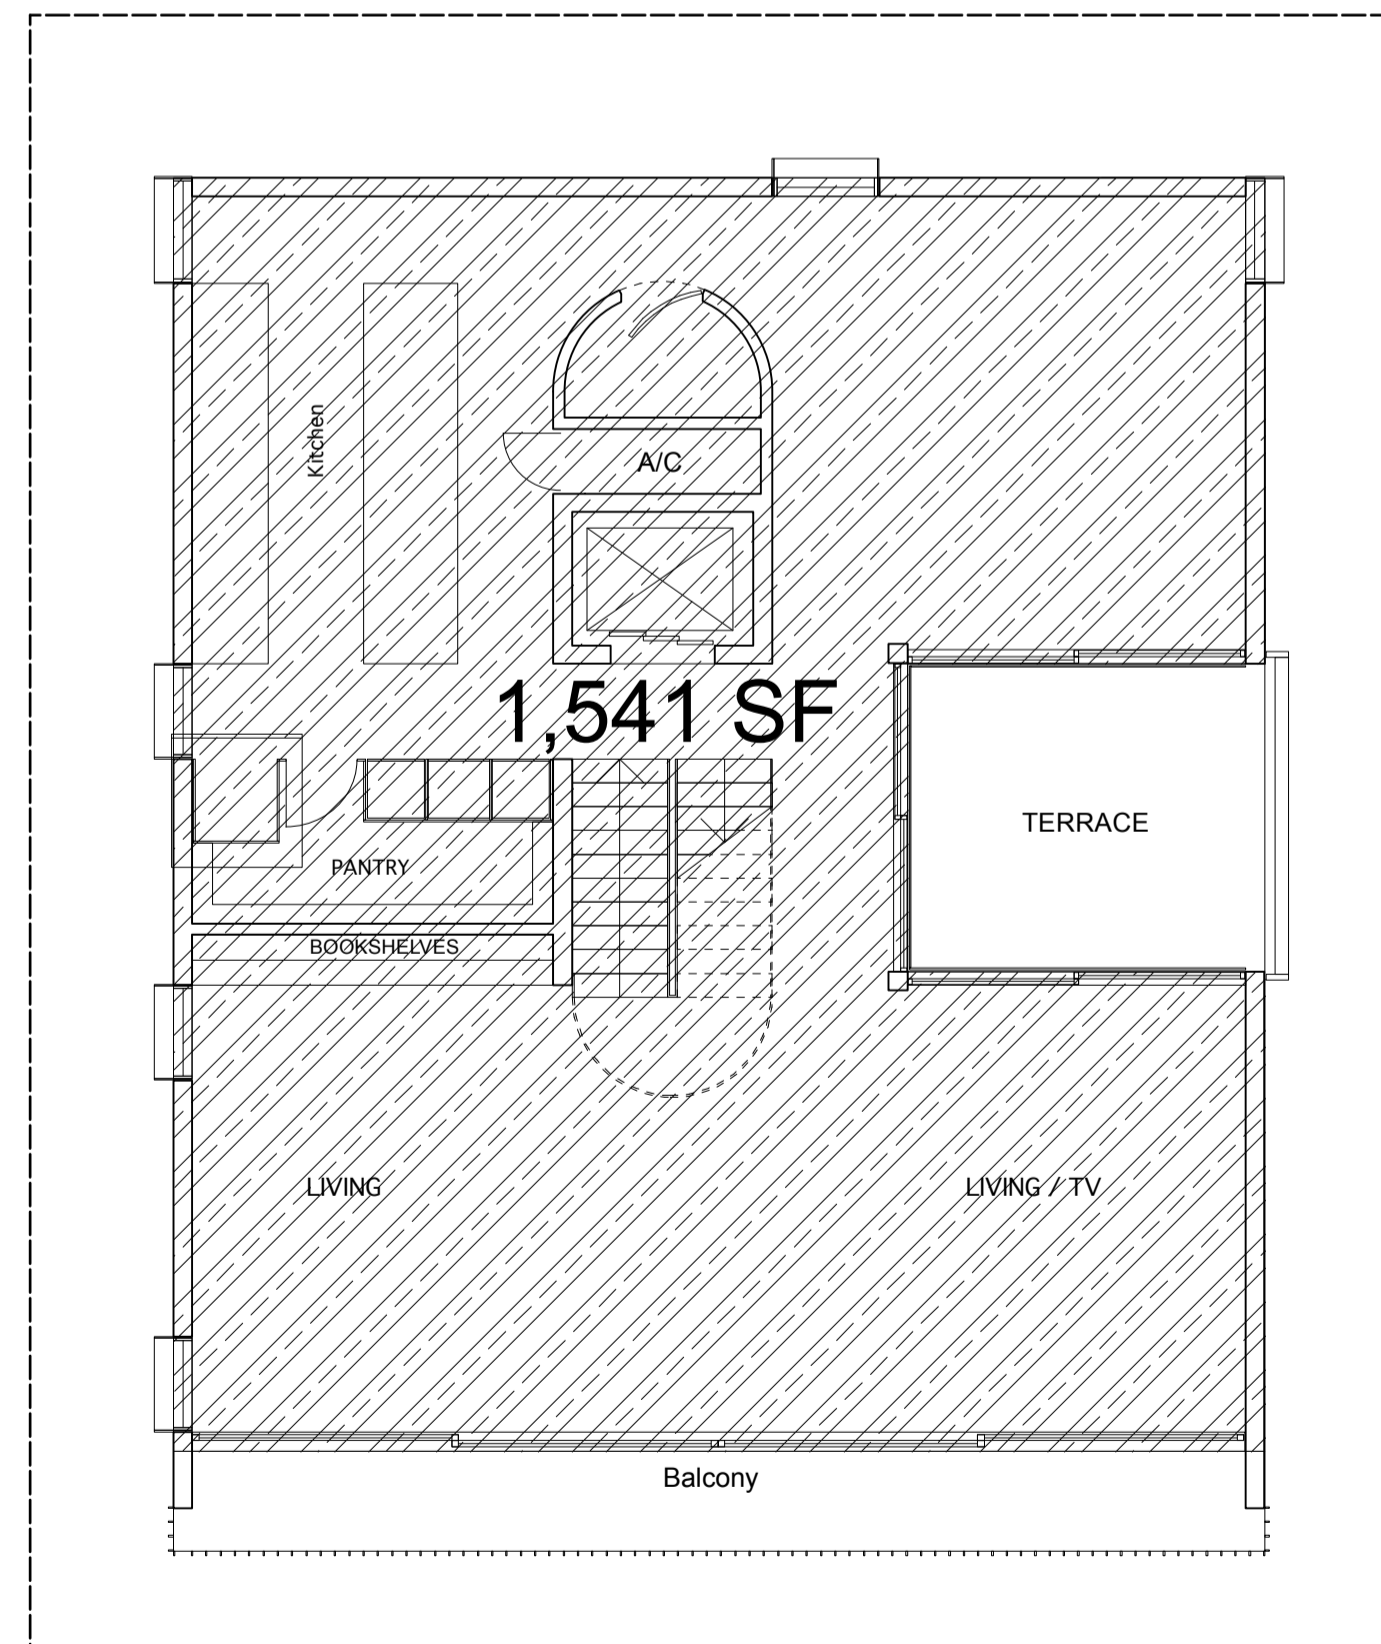 Kitchen
A/C
1,541 SF
TERRACE
PANTRY
BOOKSHELVES
LIVING
LIVING / TV
Balcony